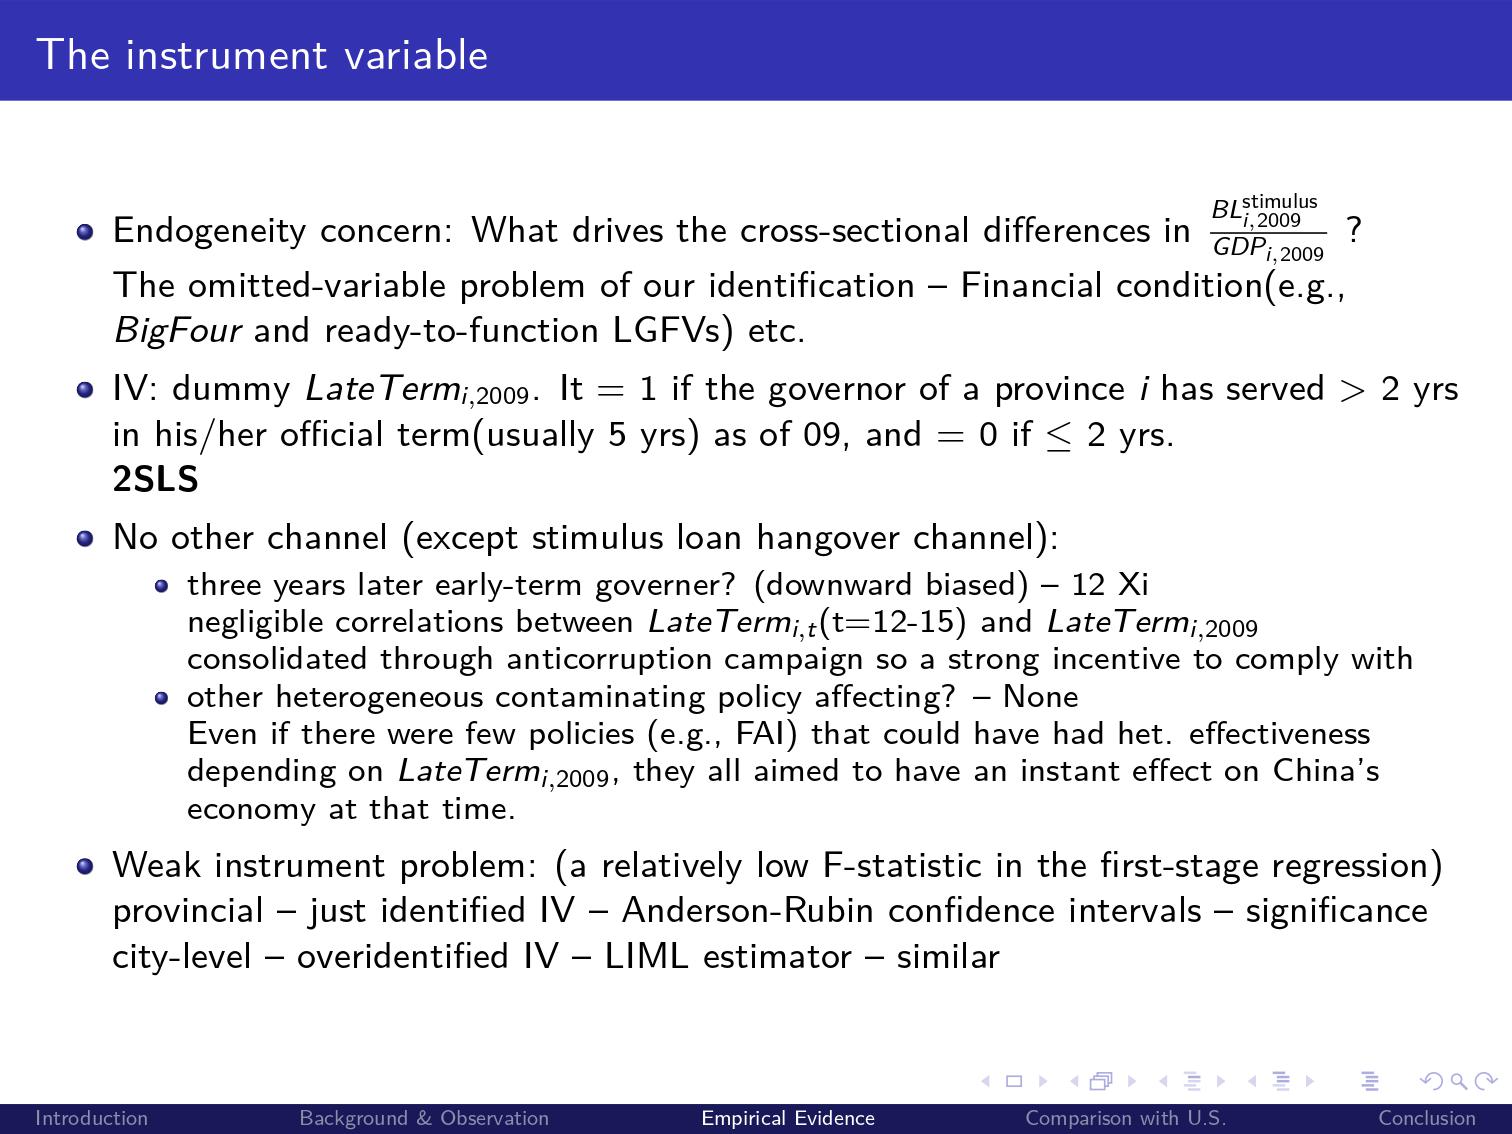 The instrument variable
Endogeneity concern: What drives the cross-sectional differences in $\frac{BL_{i,2009}^{\text{stimulus}}}{GDP_{i,2009}}$ ?
The omitted-variable problem of our identification – Financial condition(e.g.,
BigFour and ready-to-function LGFVs) etc.
IV: dummy $LateTerm_{i,2009}$. It = 1 if the governor of a province i has served > 2 yrs
in his/her official term(usually 5 yrs) as of 09, and = 0 if ≤ 2 yrs.
2SLS
No other channel (except stimulus loan hangover channel):
three years later early-term governer? (downward biased) – 12 Xi
negligible correlations between $LateTerm_{i,t}$(t=12-15) and $LateTerm_{i,2009}$
consolidated through anticorruption campaign so a strong incentive to comply with
other heterogeneous contaminating policy affecting? – None
Even if there were few policies (e.g., FAI) that could have had het. effectiveness
depending on $LateTerm_{i,2009}$, they all aimed to have an instant effect on China's
economy at that time.
Weak instrument problem: (a relatively low F-statistic in the first-stage regression)
provincial – just identified IV – Anderson-Rubin confidence intervals – significance
city-level – overidentified IV – LIML estimator – similar
Introduction Background & Observation Empirical Evidence Comparison with U.S. Conclusion